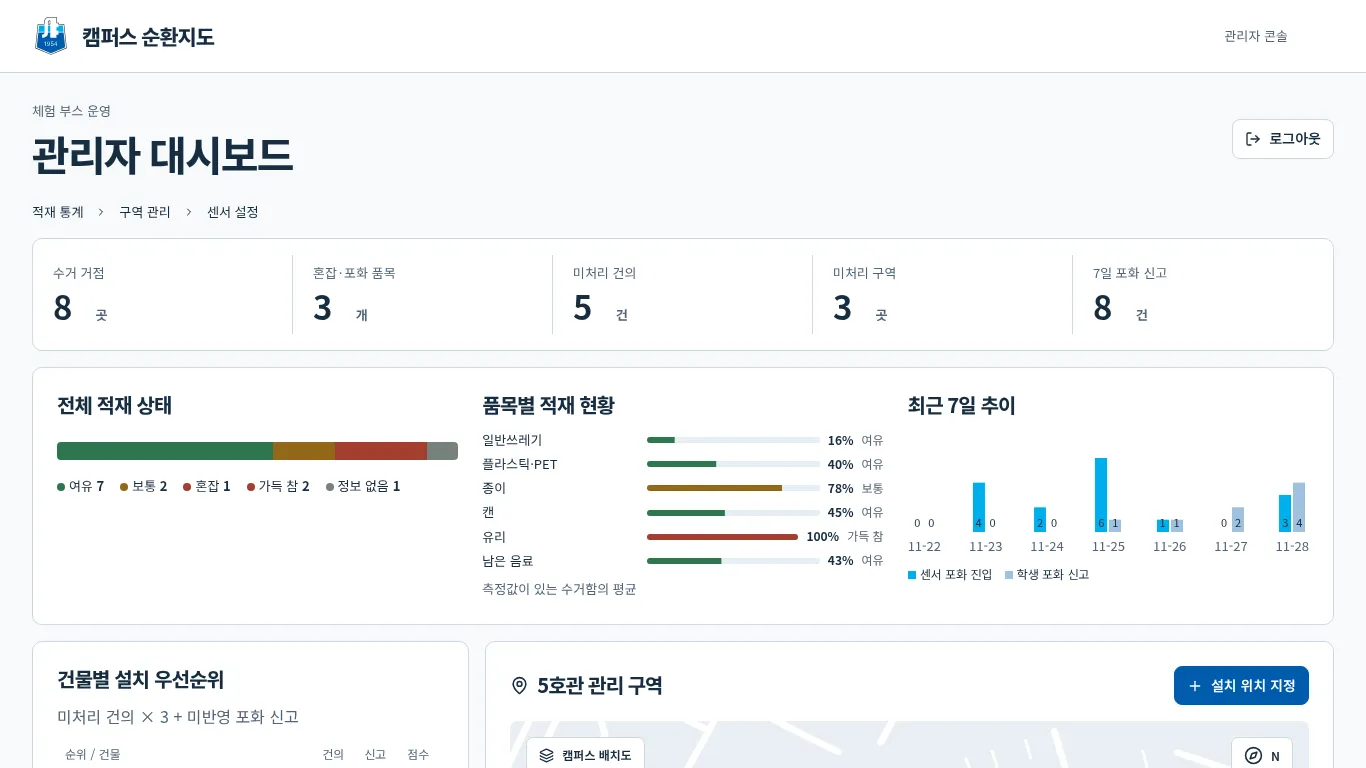 1954
캠퍼스 순환지도
관리자 콘솔
체험 부스 운영
관리자 대시보드
로그아웃
적재 통계 > 구역 관리 > 센서 설정
수거 거점
8 곳
혼잡·포화 품목
3 개
미처리 건의
5 건
미처리 구역
3 곳
7일 포화 신고
8 건
전체 적재 상태
여유 7 보통 2 혼잡 1 가득 참 2 정보 없음 1
품목별 적재 현황
일반쓰레기 16% 여유
플라스틱·PET 40% 여유
종이 78% 보통
캔 45% 여유
유리 100% 가득 참
남은 음료 43% 여유
측정값이 있는 수거함의 평균
최근 7일 추이
0 0 4 0 2 0 6 1 1 1 0 2 3 4
11-22 11-23 11-24 11-25 11-26 11-27 11-28
센서 포화 진입 학생 포화 신고
건물별 설치 우선순위
미처리 건의 × 3 + 미반영 포화 신고
순위 / 건물 건의 신고 점수
5호관 관리 구역
+ 설치 위치 지정
캠퍼스 배치도
N